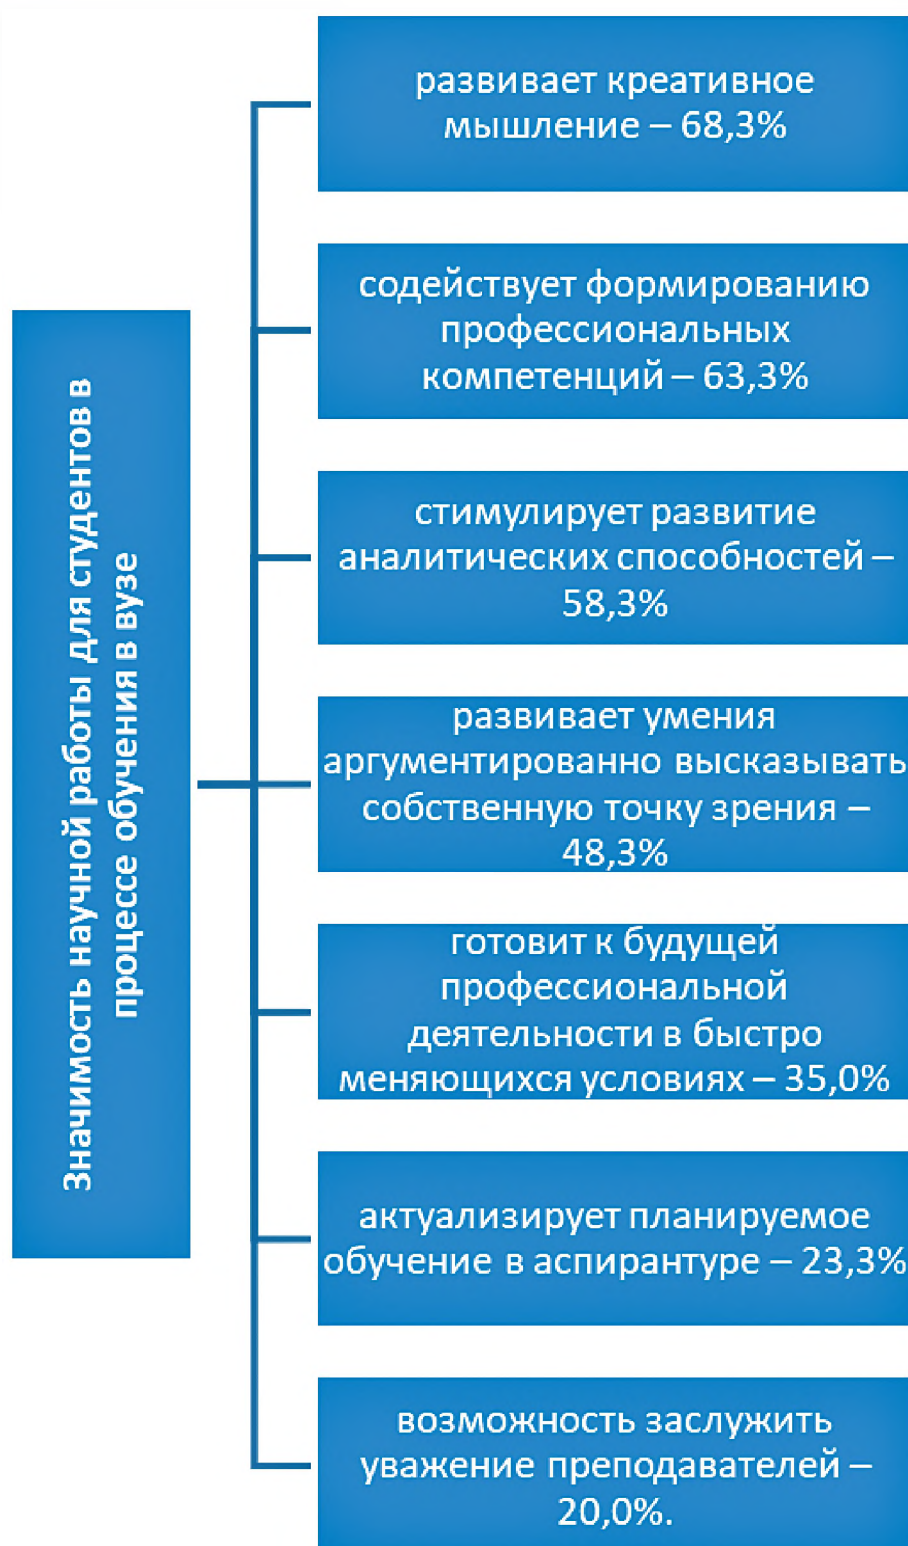 Значимость научной работы для студентов в
процессе обучения в вузе
развивает креативное
мышление – 68,3%
содействует формированию
профессиональных
компетенций – 63,3%
стимулирует развитие
аналитических способностей –
58,3%
развивает умения
аргументированно высказывать
собственную точку зрения –
48,3%
готовит к будущей
профессиональной
деятельности в быстро
меняющихся условиях – 35,0%
актуализирует планируемое
обучение в аспирантуре – 23,3%
возможность заслужить
уважение преподавателей –
20,0%.